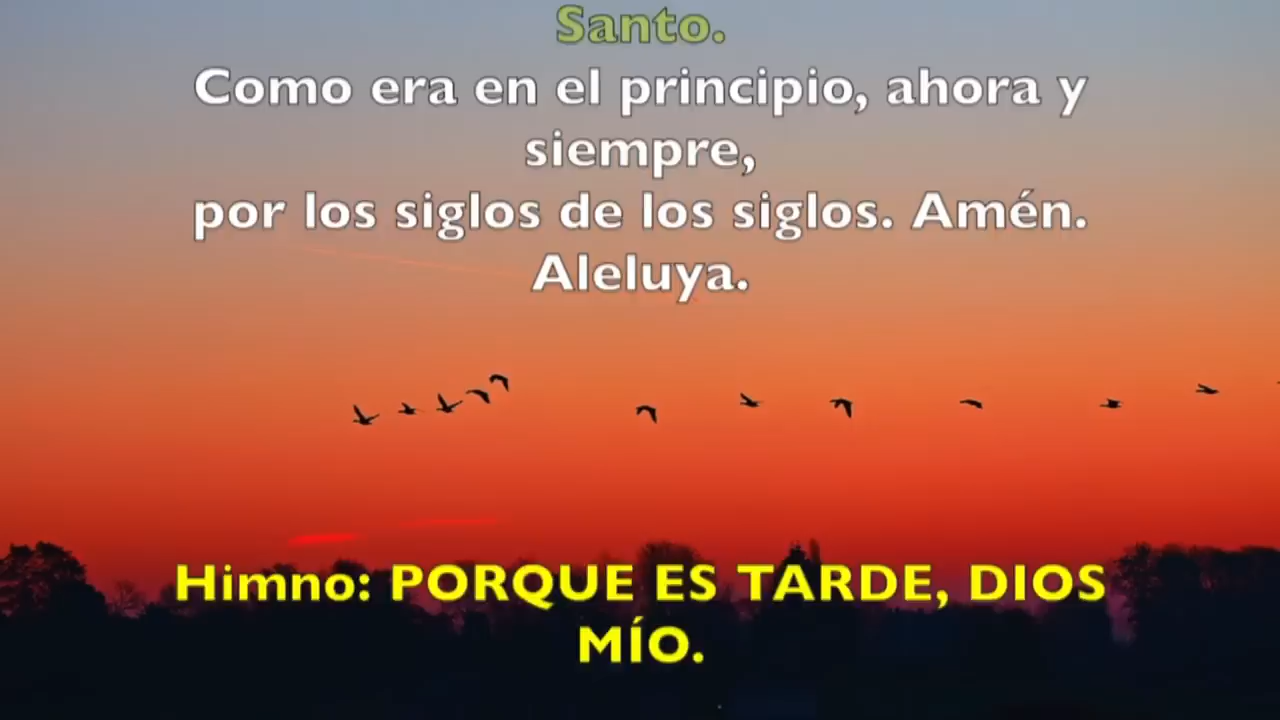 Santo.
Como era en el principio, ahora y
siempre,
por los siglos de los siglos. Amén.
Aleluya.
Himno: PORQUE ES TARDE, DIOS
MÍO.